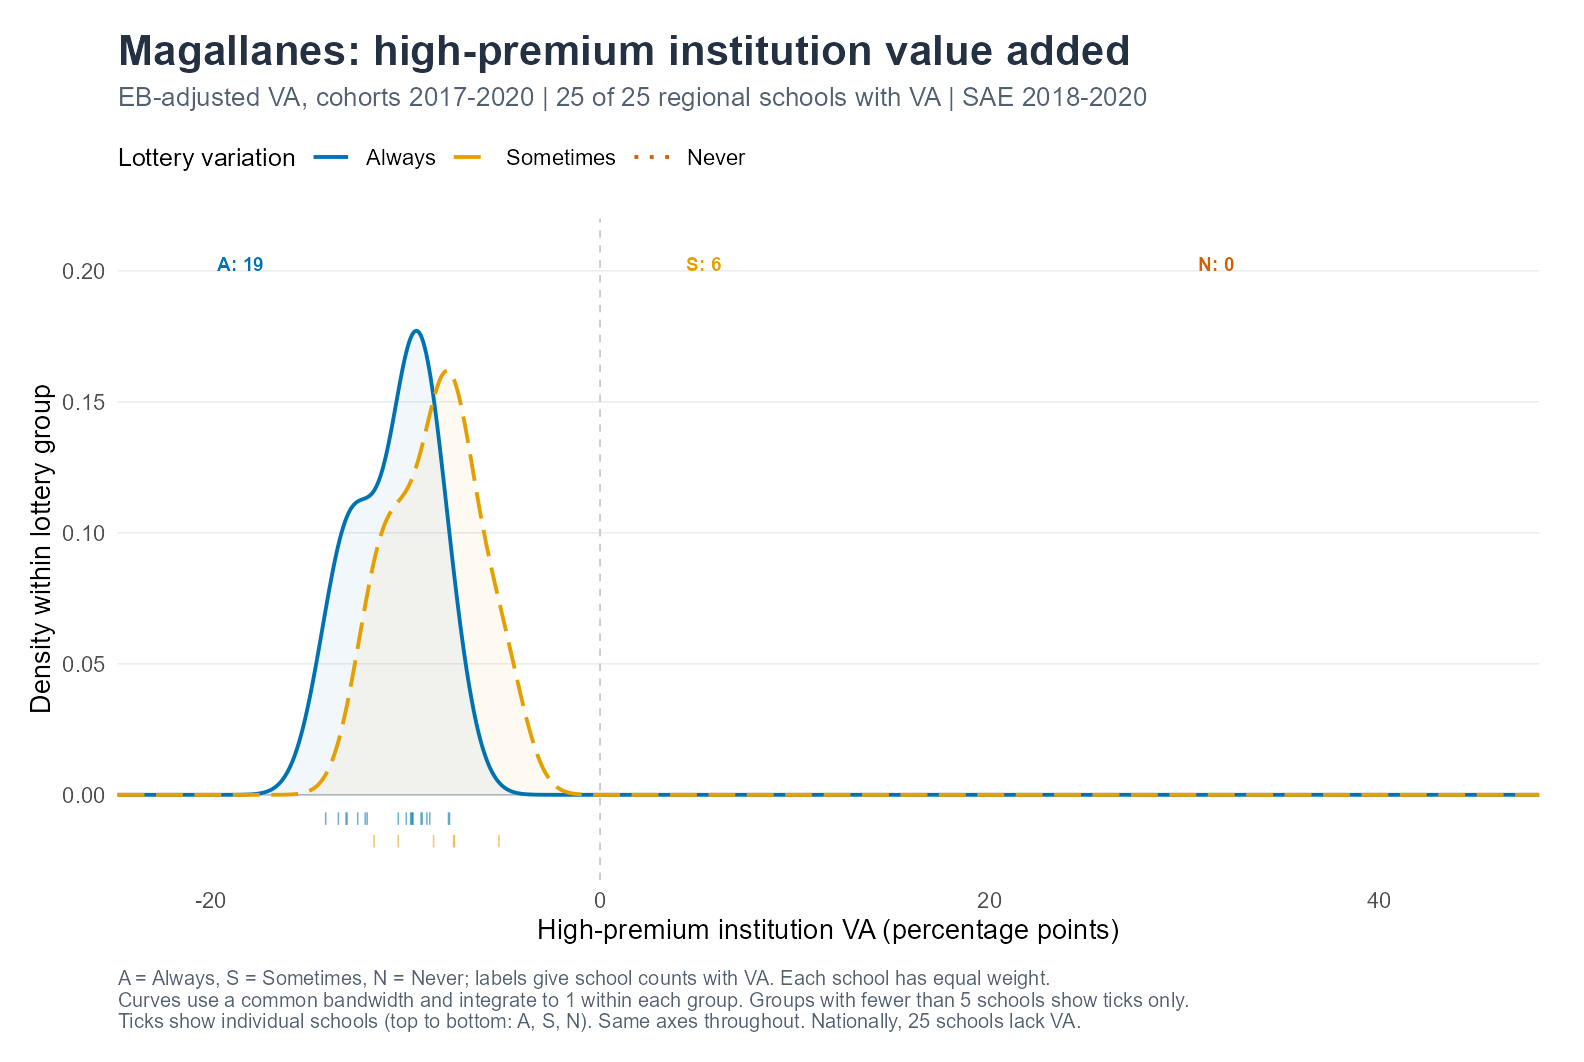 Magallanes: high-premium institution value added
EB-adjusted VA, cohorts 2017-2020 | 25 of 25 regional schools with VA | SAE 2018-2020
Lottery variation Always Sometimes Never
A: 19 S: 6 N: 0
0.20
0.15
0.10
0.05
0.00
Density within lottery group
-20 0 20 40
High-premium institution VA (percentage points)
A = Always, S = Sometimes, N = Never; labels give school counts with VA. Each school has equal weight.
Curves use a common bandwidth and integrate to 1 within each group. Groups with fewer than 5 schools show ticks only.
Ticks show individual schools (top to bottom: A, S, N). Same axes throughout. Nationally, 25 schools lack VA.